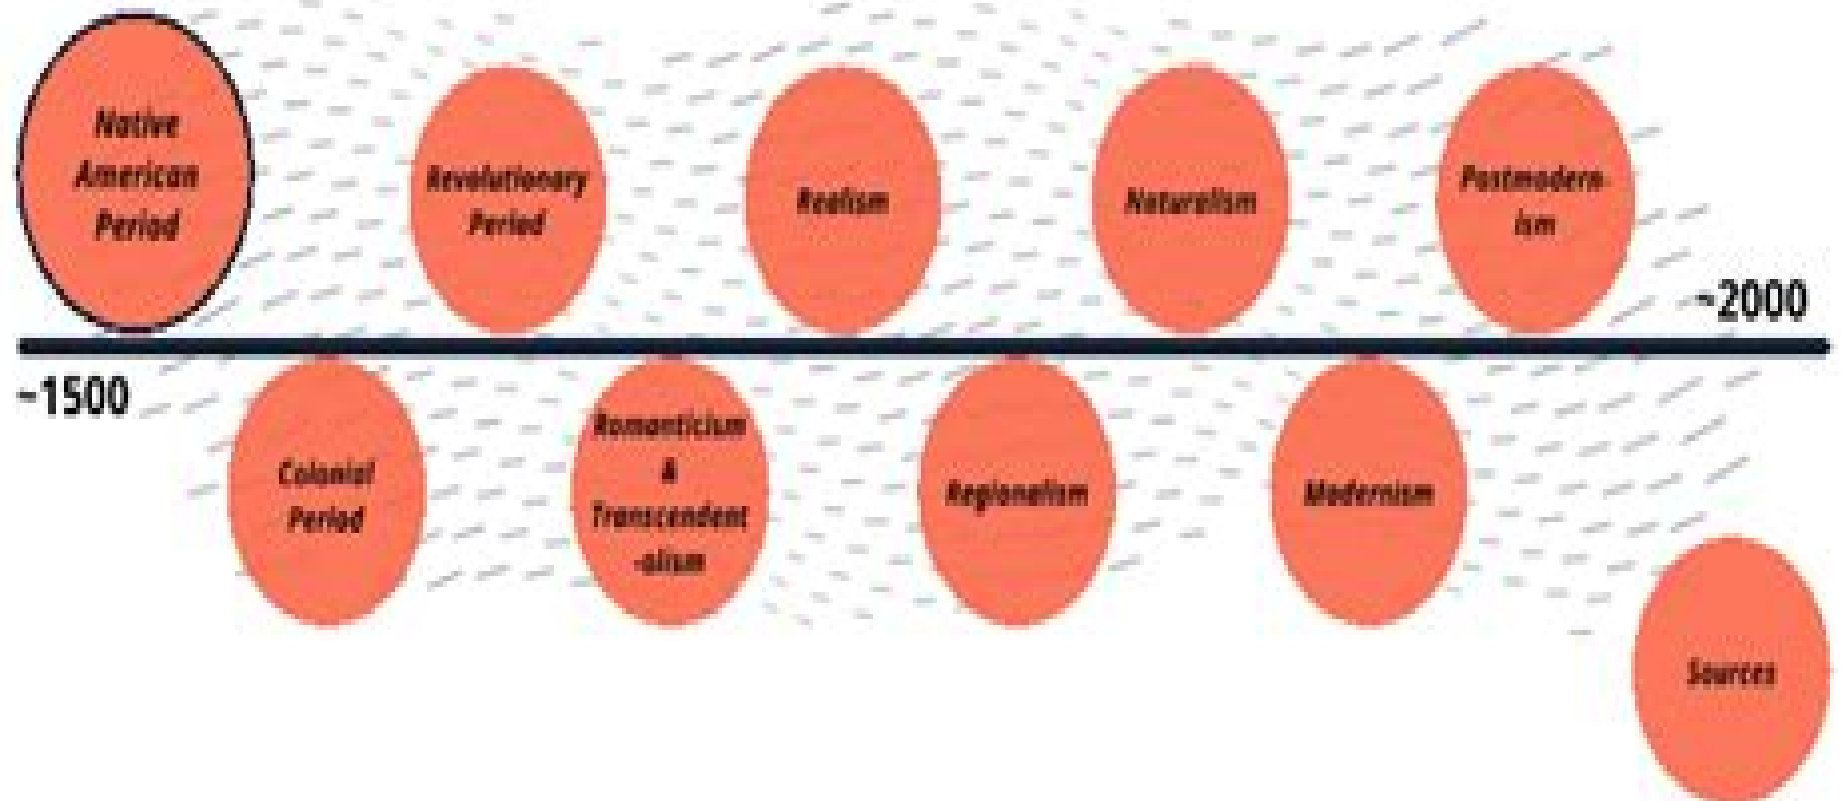 Native
American
Period
Revolutionary
Period
Realism
Naturalism
Postmodern-
ism
~2000
~1500
Colonial
Period
Romanticism
&
Transcendent
-alism
Regionalism
Modernism
Sources